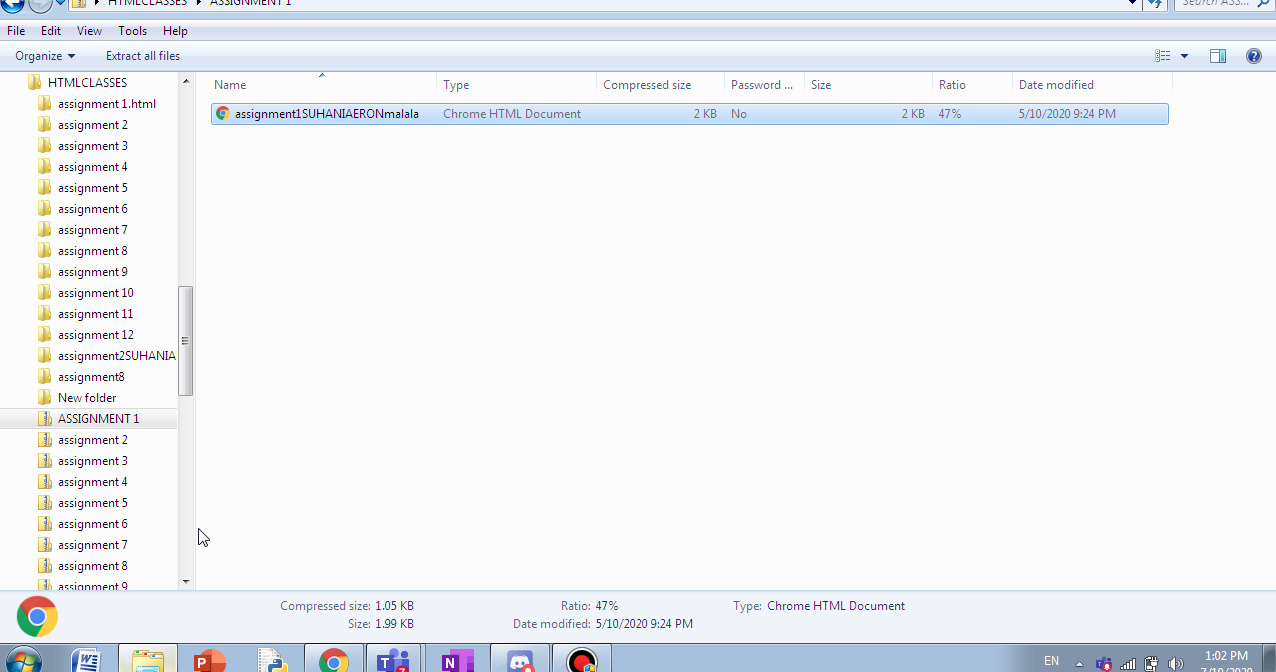 HTMLCLASSES ASSIGNMENT 1 Search ASS...
File Edit View Tools Help
Organize Extract all files
Name Type Compressed size Password ... Size Ratio Date modified
assignment1SUHANIAERONmalala Chrome HTML Document 2 KB No 2 KB 47% 5/10/2020 9:24 PM
HTMLCLASSES
assignment 1.html
assignment 2
assignment 3
assignment 4
assignment 5
assignment 6
assignment 7
assignment 8
assignment 9
assignment 10
assignment 11
assignment 12
assignment2SUHANIA
assignment8
New folder
ASSIGNMENT 1
assignment 2
assignment 3
assignment 4
assignment 5
assignment 6
assignment 7
assignment 8
assignment 9
Compressed size: 1.05 KB Ratio: 47% Type: Chrome HTML Document
Size: 1.99 KB Date modified: 5/10/2020 9:24 PM
EN 1:02 PM
7/10/2020